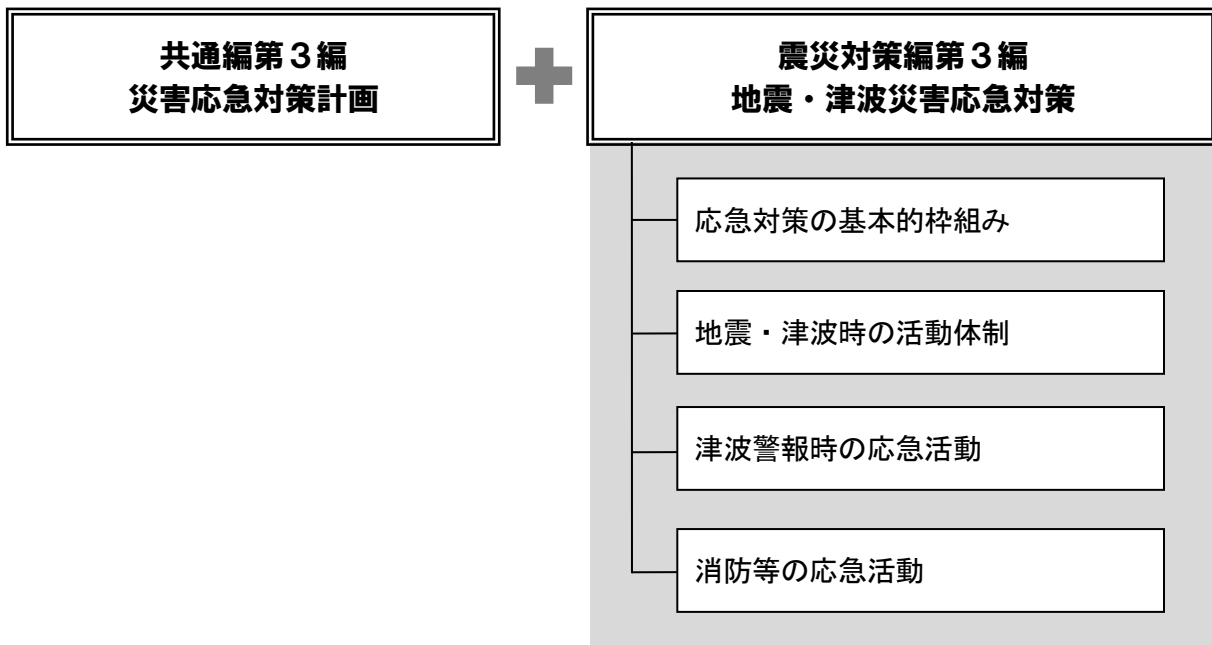 共通編第３編
災害応急対策計画
震災対策編第３編
地震・津波災害応急対策
応急対策の基本的枠組み
地震・津波時の活動体制
津波警報時の応急活動
消防等の応急活動